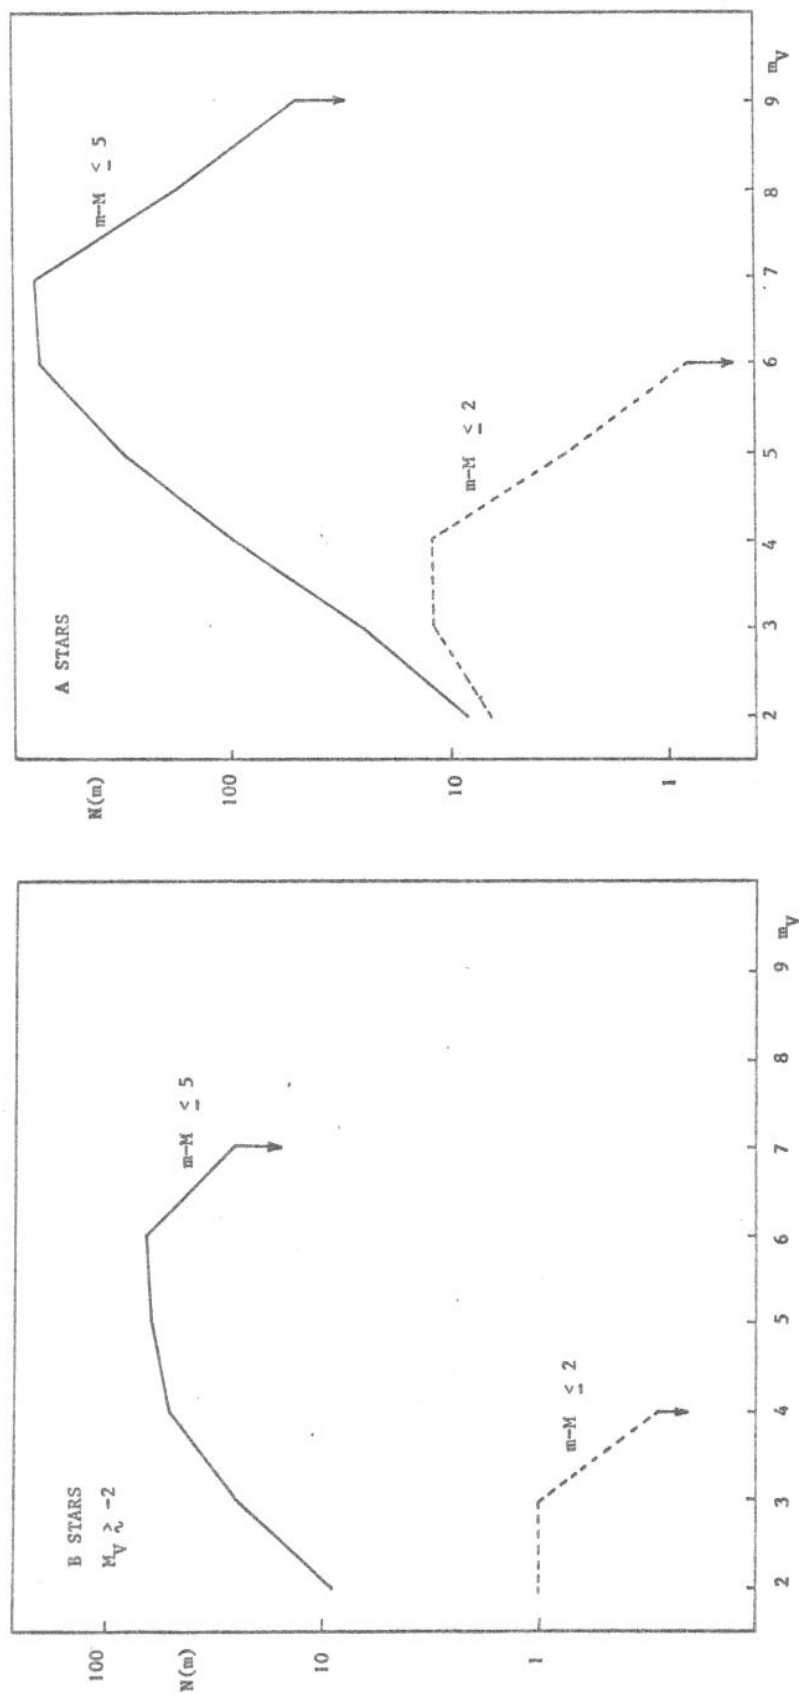 B STARS
M_V ≳ -2
N(m)
100
10
1
m-M ≤ 5
m-M ≤ 2
2 3 4 5 6 7 8 9 m_V
A STARS
N(m)
100
10
1
m-M ≤ 5
m-M ≤ 2
2 3 4 5 6 7 8 9 m_V